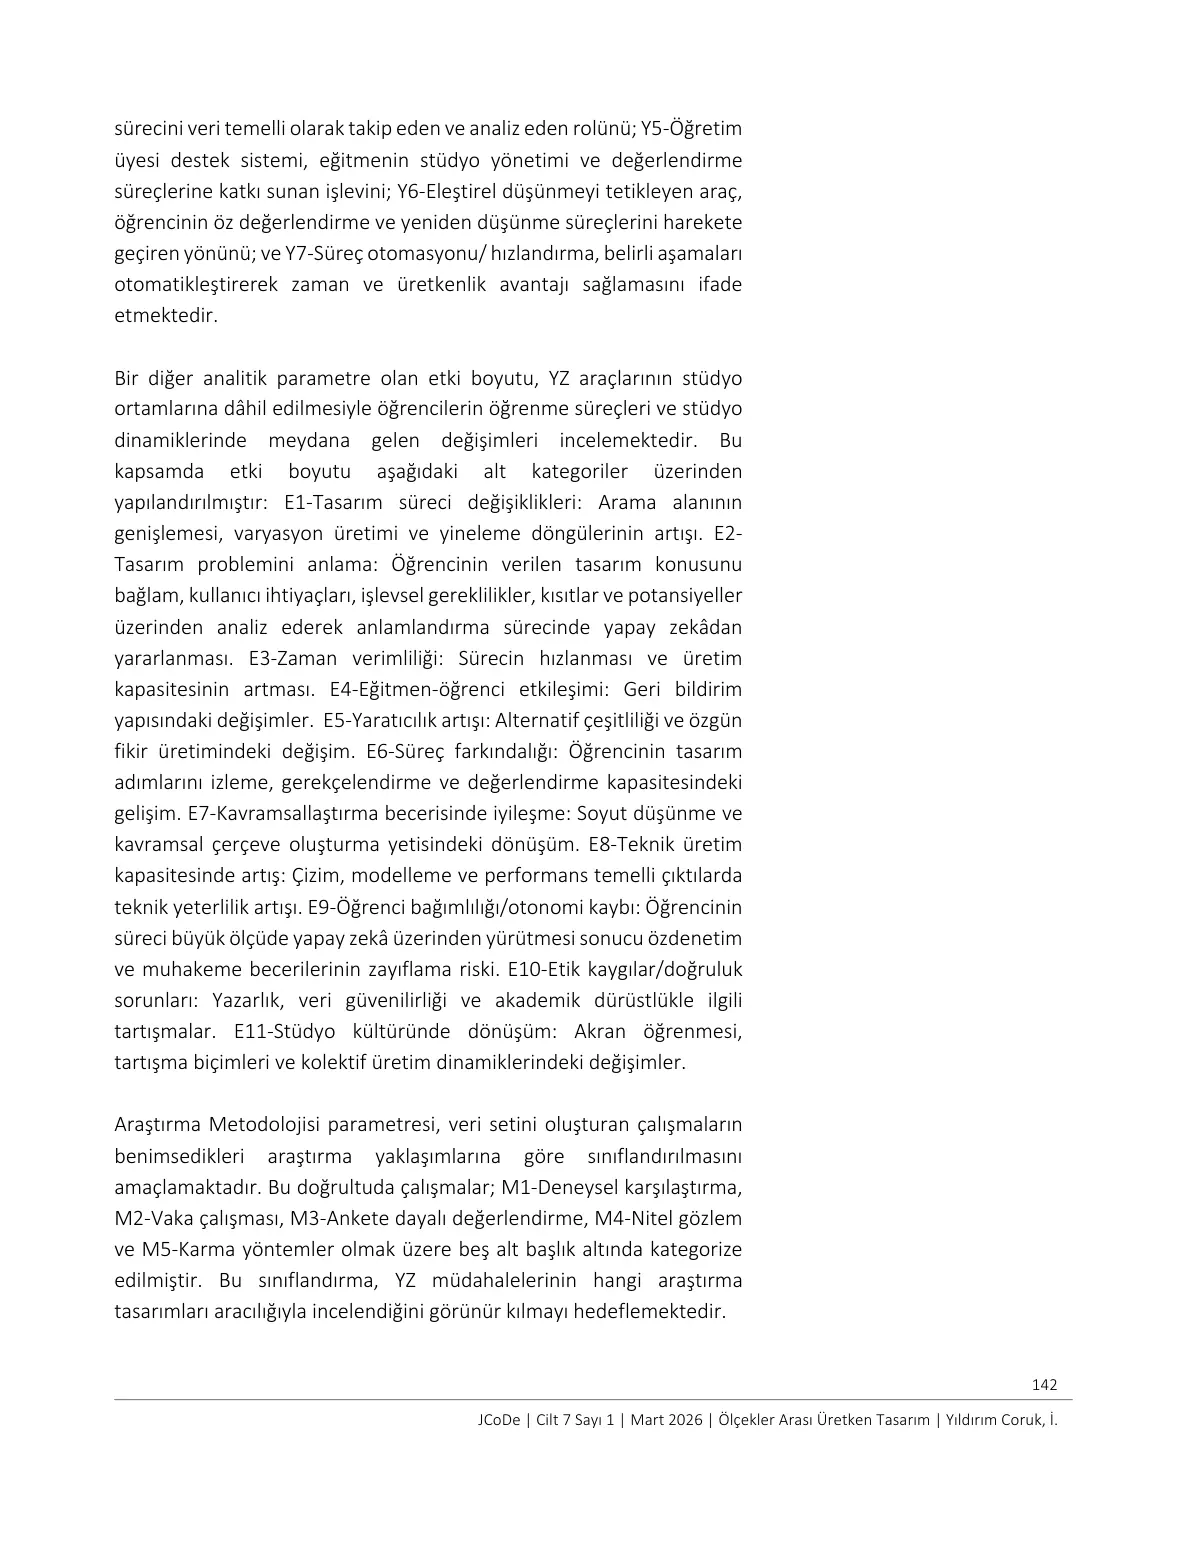 sürecini veri temelli olarak takip eden ve analiz eden rolünü; Y5-Öğretim
üyesi destek sistemi, eğitmenin stüdyo yönetimi ve değerlendirme
süreçlerine katkı sunan işlevini; Y6-Eleştirel düşünmeyi tetikleyen araç,
öğrencinin öz değerlendirme ve yeniden düşünme süreçlerini harekete
geçiren yönünü; ve Y7-Süreç otomasyonu/ hızlandırma, belirli aşamaları
otomatikleştirerek zaman ve üretkenlik avantajı sağlamasını ifade
etmektedir.
Bir diğer analitik parametre olan etki boyutu, YZ araçlarının stüdyo
ortamlarına dâhil edilmesiyle öğrencilerin öğrenme süreçleri ve stüdyo
dinamiklerinde meydana gelen değişimleri incelemektedir. Bu
kapsamda etki boyutu aşağıdaki alt kategoriler üzerinden
yapılandırılmıştır: E1-Tasarım süreci değişiklikleri: Arama alanının
genişlemesi, varyasyon üretimi ve yineleme döngülerinin artışı. E2-
Tasarım problemini anlama: Öğrencinin verilen tasarım konusunu
bağlam, kullanıcı ihtiyaçları, işlevsel gereklilikler, kısıtlar ve potansiyeller
üzerinden analiz ederek anlamlandırma sürecinde yapay zekâdan
yararlanması. E3-Zaman verimliliği: Sürecin hızlanması ve üretim
kapasitesinin artması. E4-Eğitmen-öğrenci etkileşimi: Geri bildirim
yapısındaki değişimler. E5-Yaratıcılık artışı: Alternatif çeşitliliği ve özgün
fikir üretimindeki değişim. E6-Süreç farkındalığı: Öğrencinin tasarım
adımlarını izleme, gerekçelendirme ve değerlendirme kapasitesindeki
gelişim. E7-Kavramsallaştırma becerisinde iyileşme: Soyut düşünme ve
kavramsal çerçeve oluşturma yetisindeki dönüşüm. E8-Teknik üretim
kapasitesinde artış: Çizim, modelleme ve performans temelli çıktılarda
teknik yeterlilik artışı. E9-Öğrenci bağımlılığı/otonomi kaybı: Öğrencinin
süreci büyük ölçüde yapay zekâ üzerinden yürütmesi sonucu özdenetim
ve muhakeme becerilerinin zayıflama riski. E10-Etik kaygılar/doğruluk
sorunları: Yazarlık, veri güvenilirliği ve akademik dürüstlükle ilgili
tartışmalar. E11-Stüdyo kültüründe dönüşüm: Akran öğrenmesi,
tartışma biçimleri ve kolektif üretim dinamiklerindeki değişimler.
Araştırma Metodolojisi parametresi, veri setini oluşturan çalışmaların
benimsedikleri araştırma yaklaşımlarına göre sınıflandırılmasını
amaçlamaktadır. Bu doğrultuda çalışmalar; M1-Deneysel karşılaştırma,
M2-Vaka çalışması, M3-Ankete dayalı değerlendirme, M4-Nitel gözlem
ve M5-Karma yöntemler olmak üzere beş alt başlık altında kategorize
edilmiştir. Bu sınıflandırma, YZ müdahalelerinin hangi araştırma
tasarımları aracılığıyla incelendiğini görünür kılmayı hedeflemektedir.
142
JCoDe | Cilt 7 Sayı 1 | Mart 2026 | Ölçekler Arası Üretken Tasarım | Yıldırım Coruk, İ.